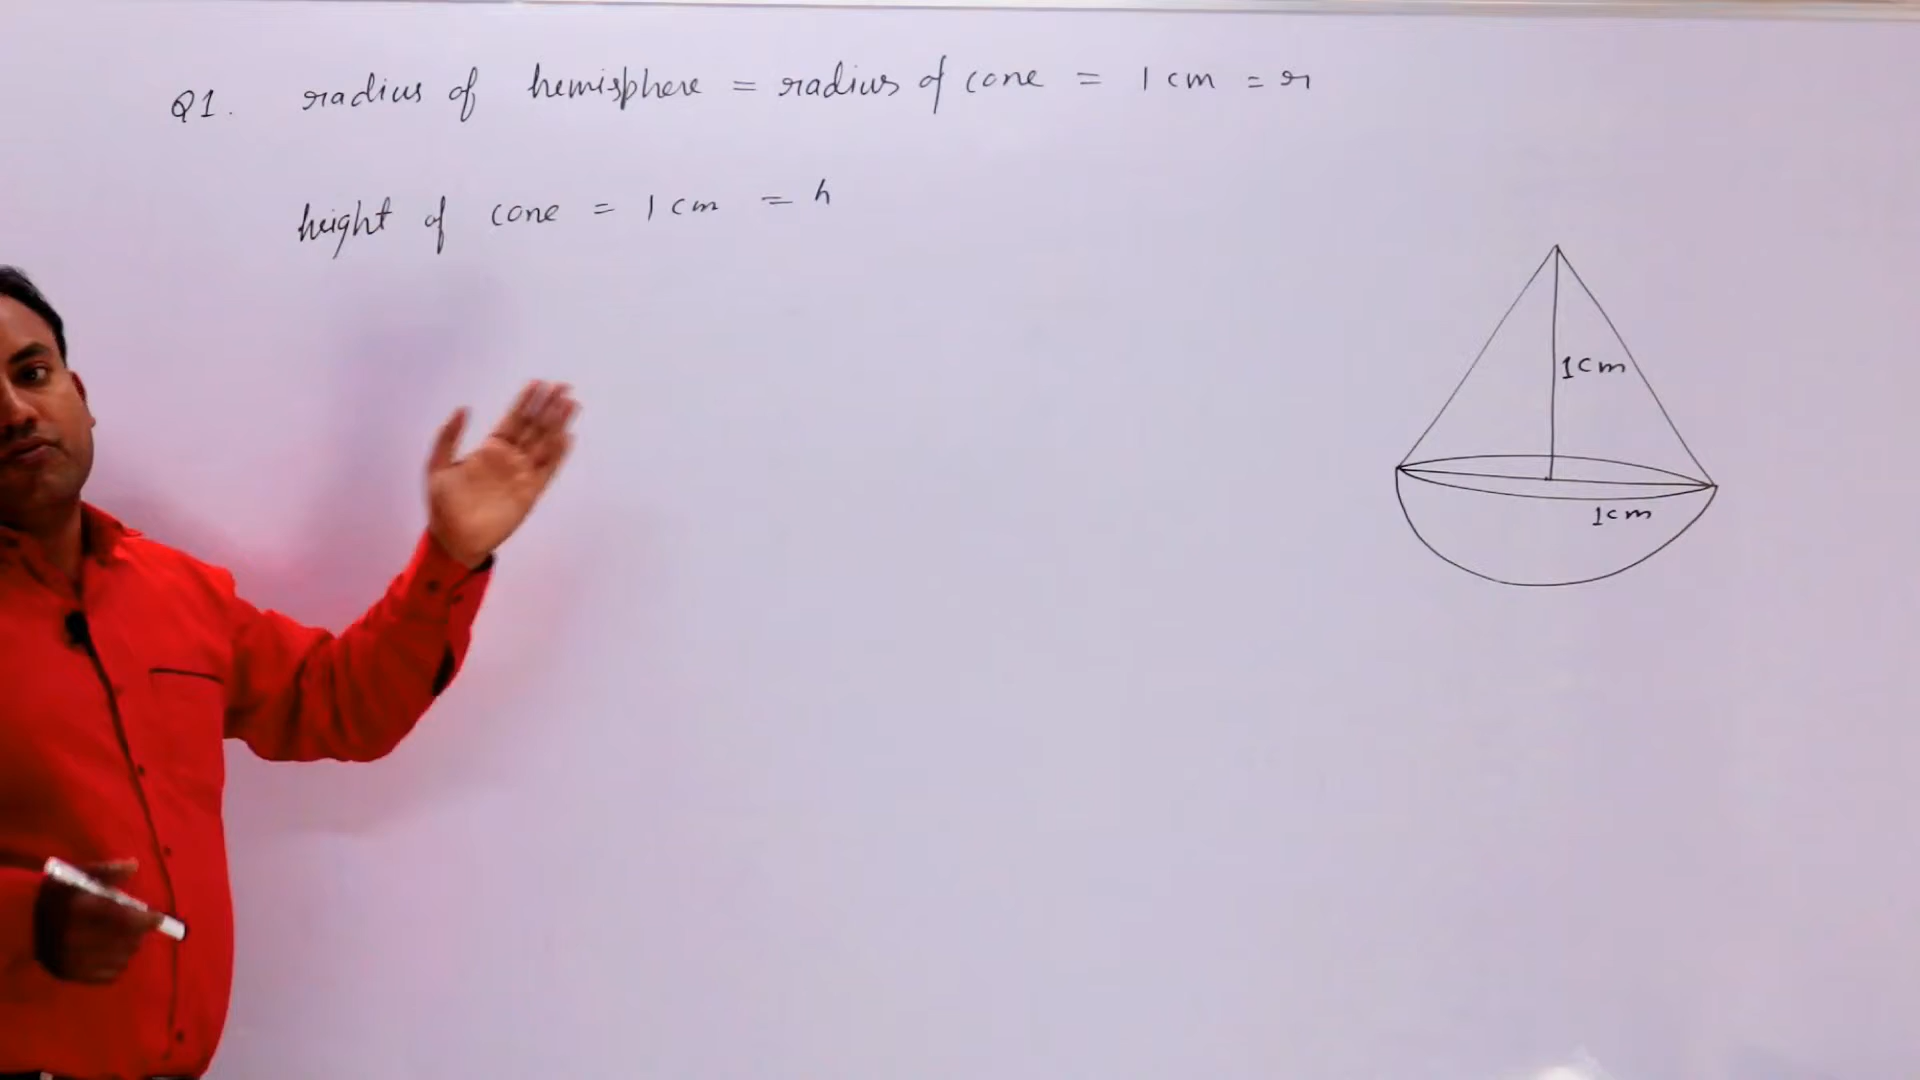 Q1. radius of hemisphere = radius of cone = 1 cm = r
height of cone = 1 cm = h
1cm
1cm